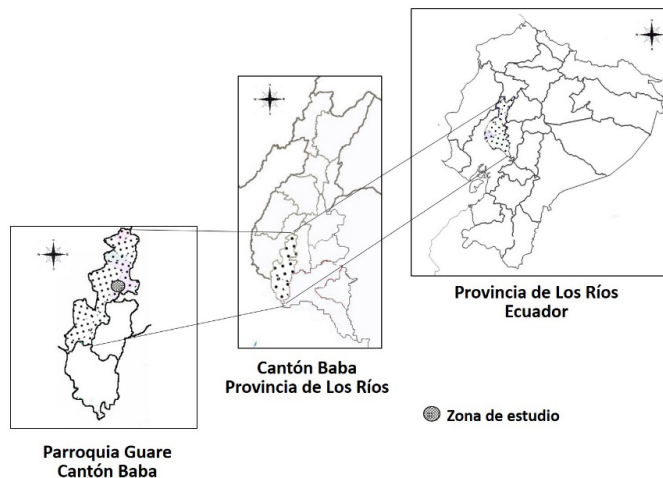 Provincia de Los Ríos
Ecuador
Cantón Baba
Provincia de Los Ríos
Zona de estudio
Parroquia Guare
Cantón Baba